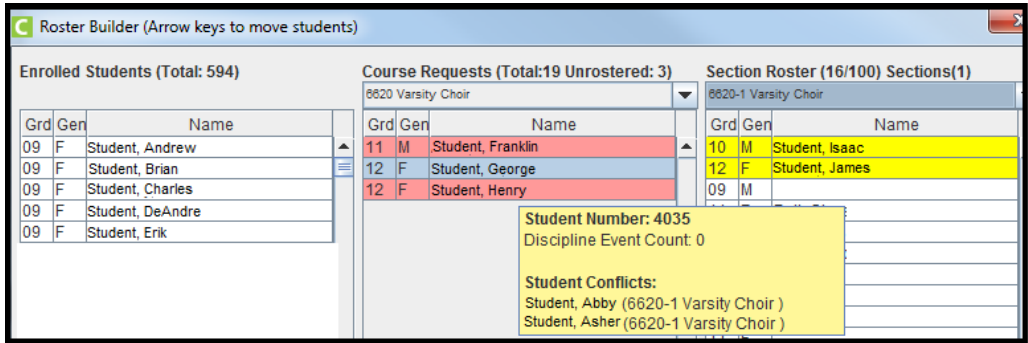 C Roster Builder (Arrow keys to move students)
Enrolled Students (Total: 594)
Grd Gen Name
09 F Student, Andrew
09 F Student, Brian
09 F Student, Charles
09 F Student, DeAndre
09 F Student, Erik
Course Requests (Total:19 Unrostered: 3)
6620 Varsity Choir
Grd Gen Name
11 M Student, Franklin
12 F Student, George
12 F Student, Henry
Section Roster (16/100) Sections(1)
6620-1 Varsity Choir
Grd Gen Name
10 M Student, Isaac
12 F Student, James
09 M
Student Number: 4035
Discipline Event Count: 0
Student Conflicts:
Student, Abby (6620-1 Varsity Choir )
Student, Asher (6620-1 Varsity Choir )